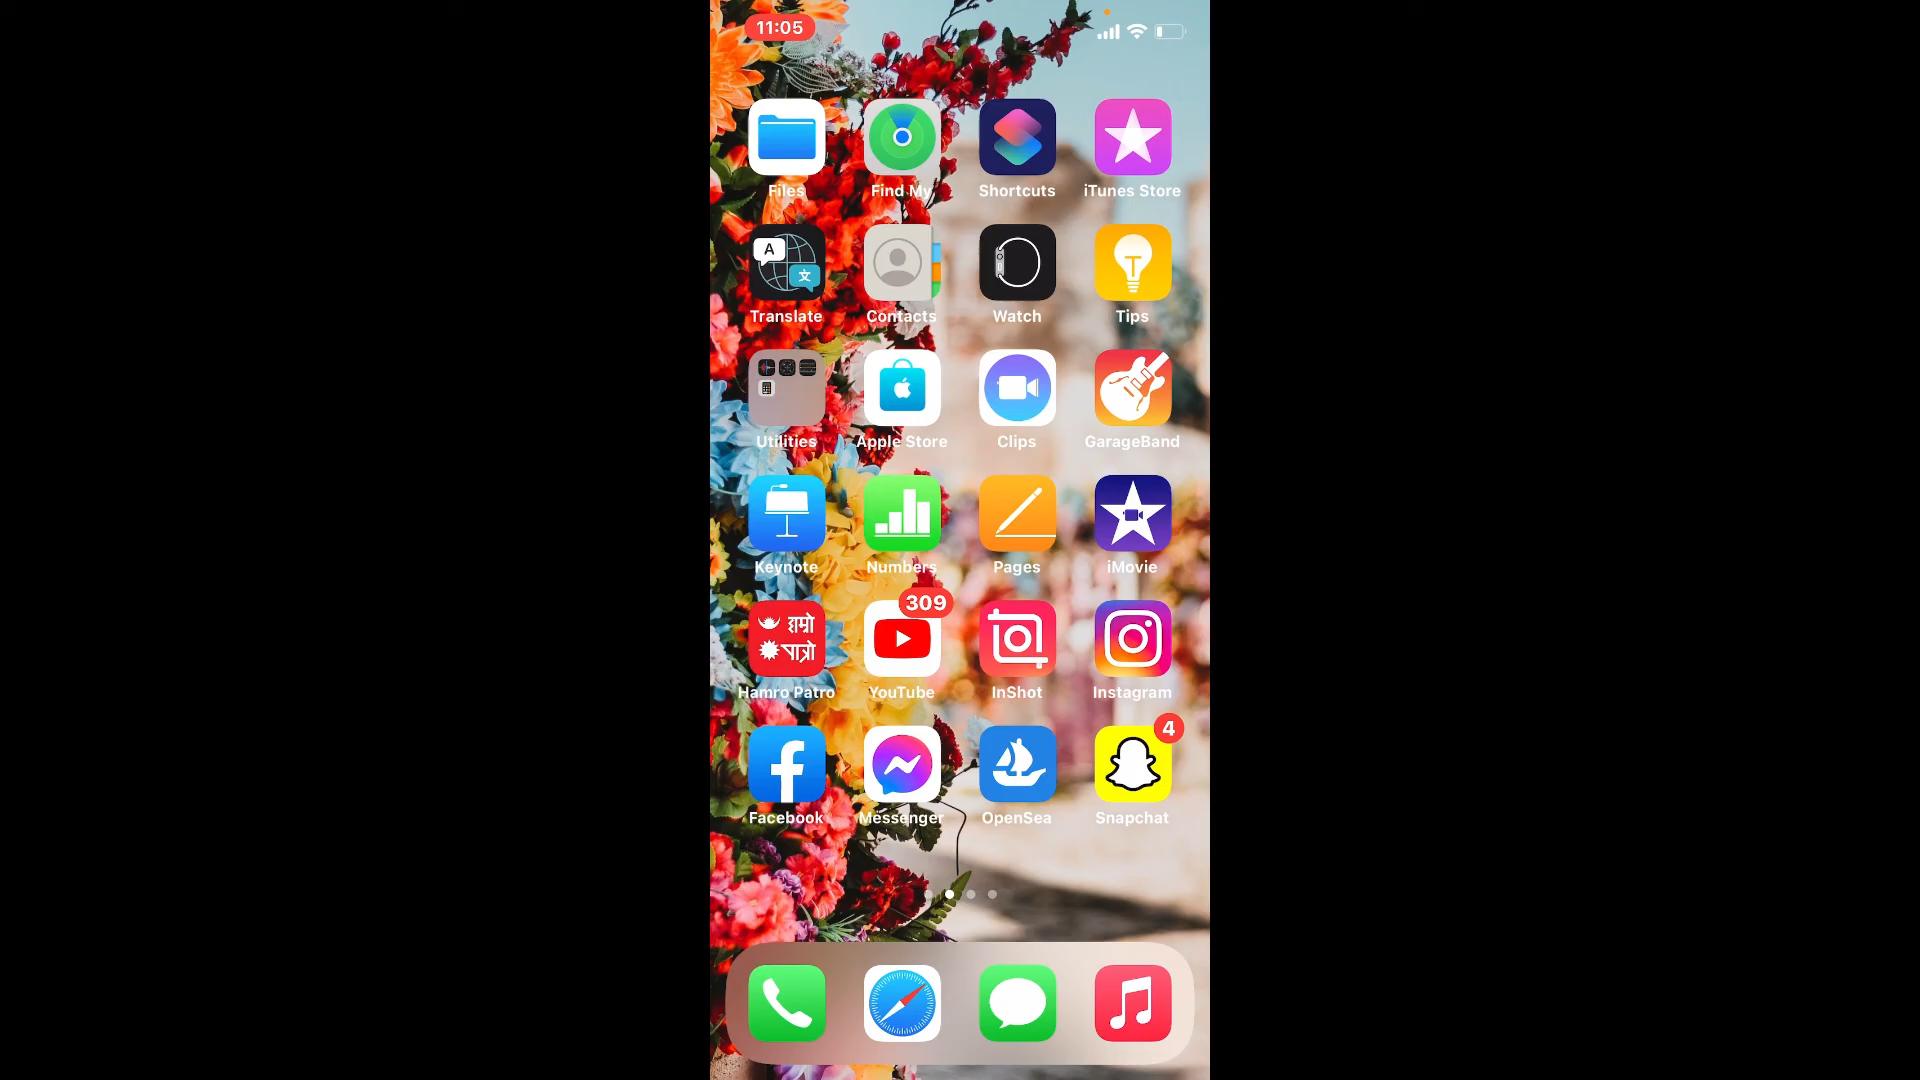 11:05
Files Find My Shortcuts iTunes Store
A 文
Translate Contacts Watch Tips
Utilities Apple Store Clips GarageBand
Keynote Numbers Pages iMovie
309
हाम्रो
पात्रो
Hamro Patro YouTube InShot Instagram
4
Facebook Messenger OpenSea Snapchat